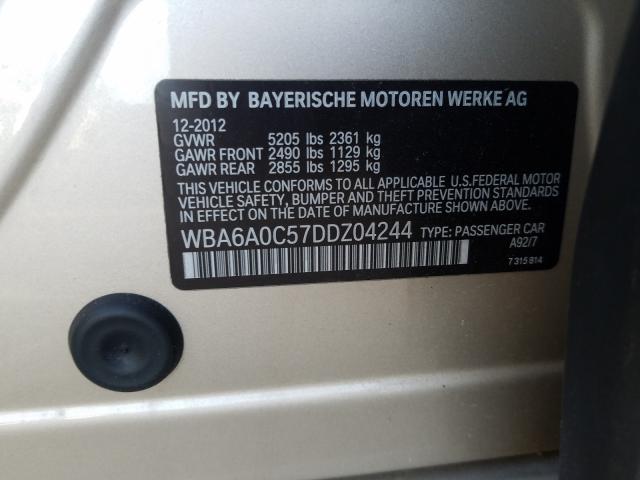 MFD BY BAYERISCHE MOTOREN WERKE AG
12-2012
GVWR 5205 lbs 2361 kg
GAWR FRONT 2490 lbs 1129 kg
GAWR REAR 2855 lbs 1295 kg
THIS VEHICLE CONFORMS TO ALL APPLICABLE U.S.FEDERAL MOTOR
VEHICLE SAFETY, BUMPER AND THEFT PREVENTION STANDARDS
IN EFFECT ON THE DATE OF MANUFACTURE SHOWN ABOVE.
WBA6A0C57DDZ04244 TYPE: PASSENGER CAR
A92/7
7 315 814